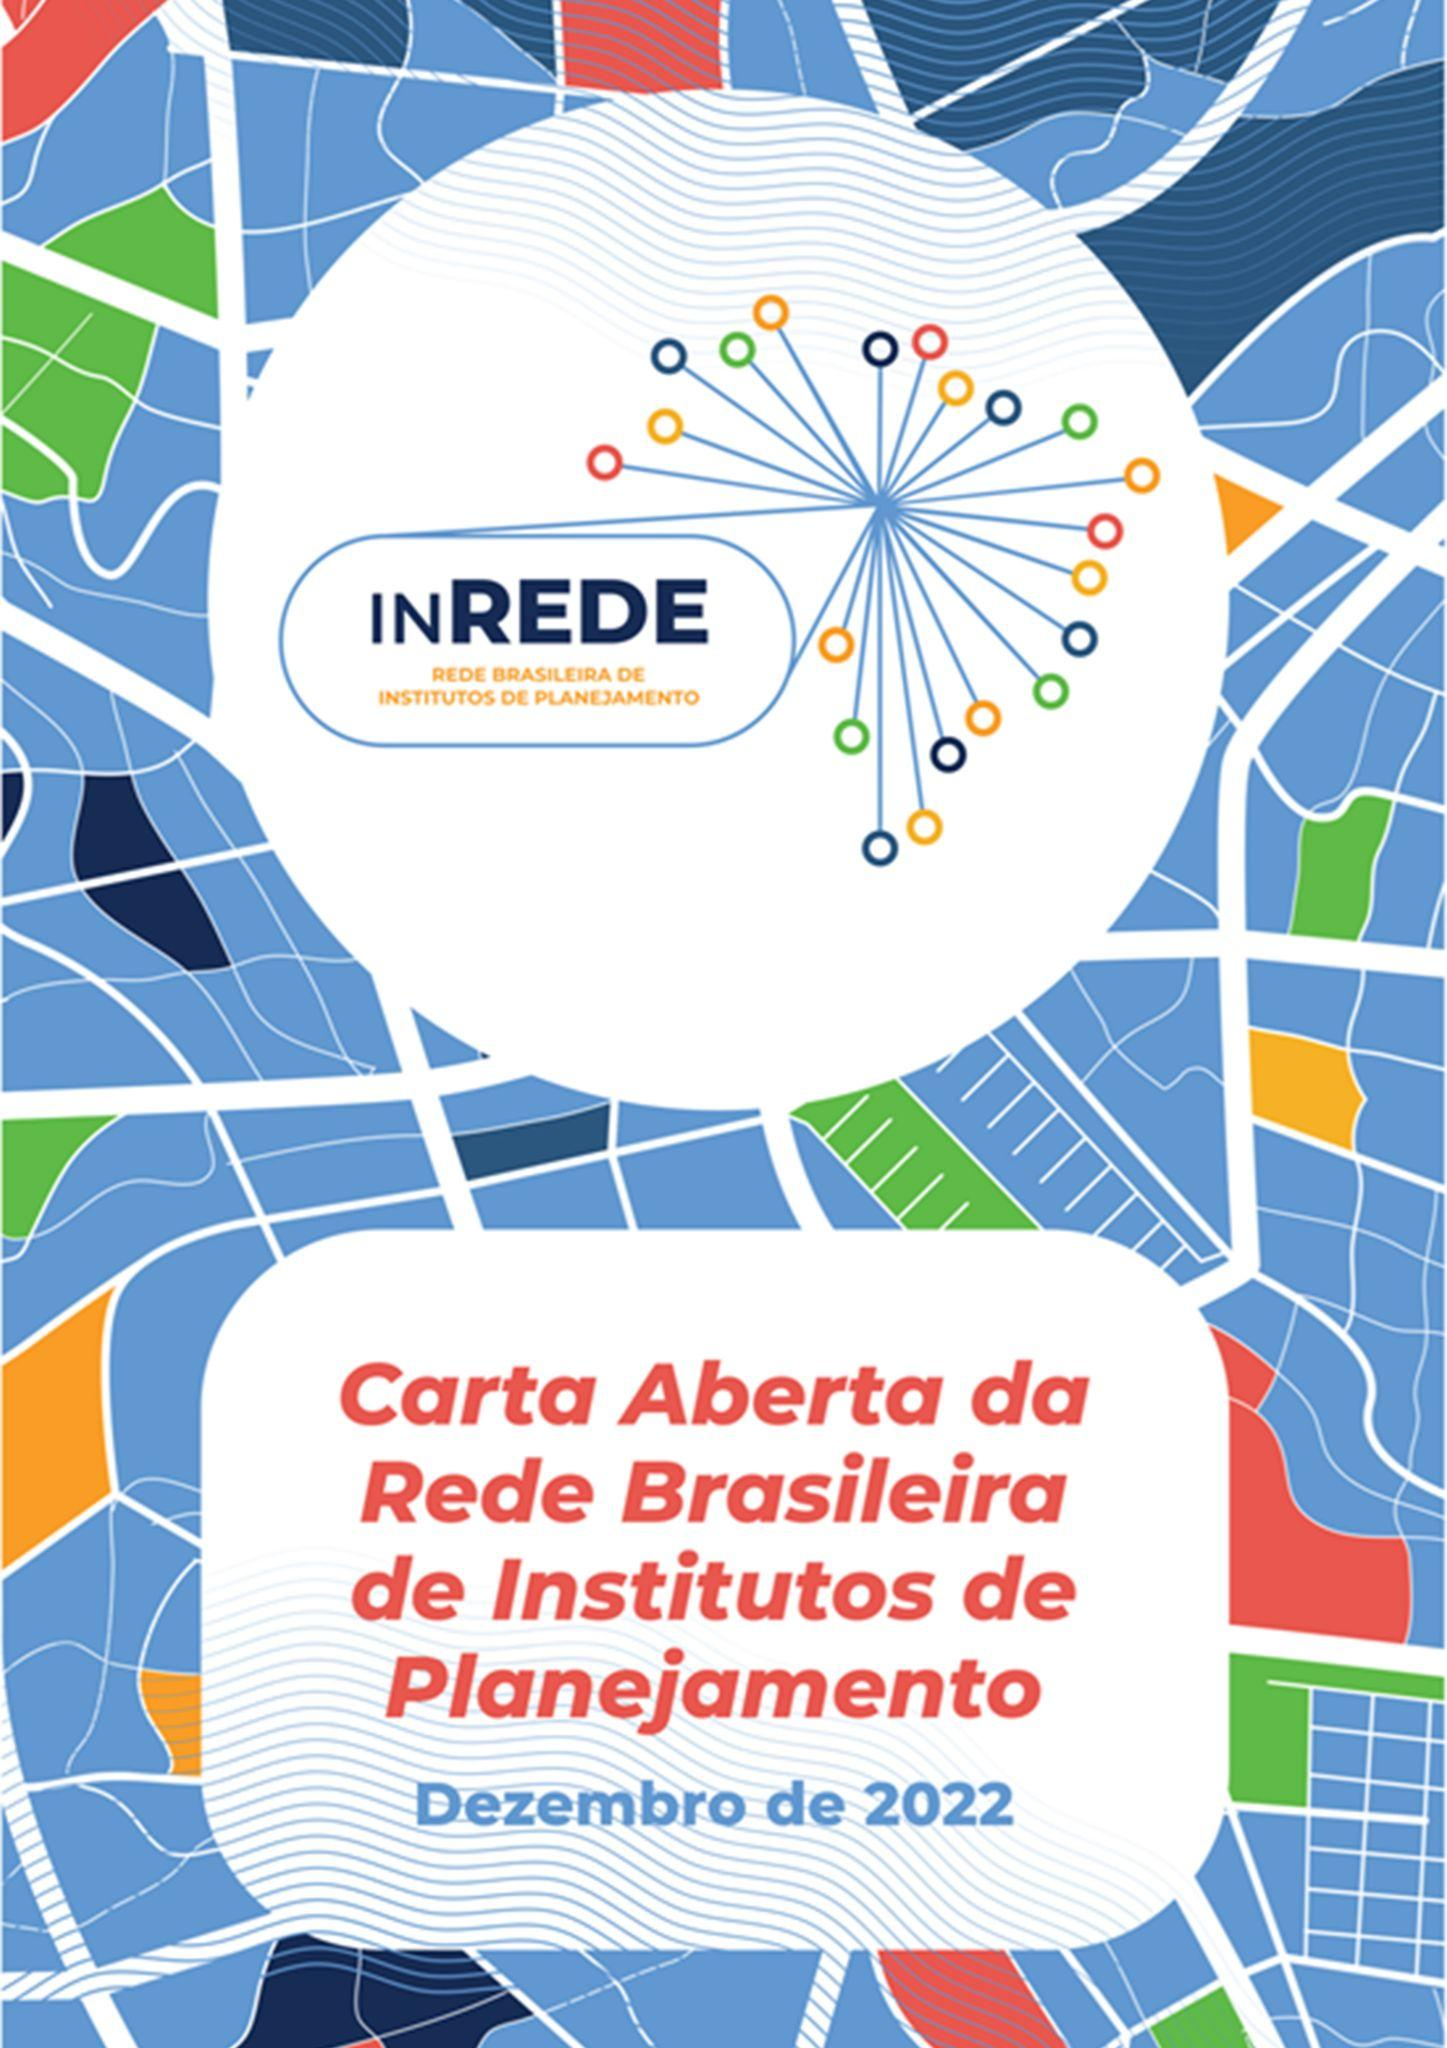 INREDE
REDE BRASILEIRA DE
INSTITUTOS DE PLANEJAMENTO
Carta Aberta da
Rede Brasileira
de Institutos de
Planejamento
Dezembro de 2022